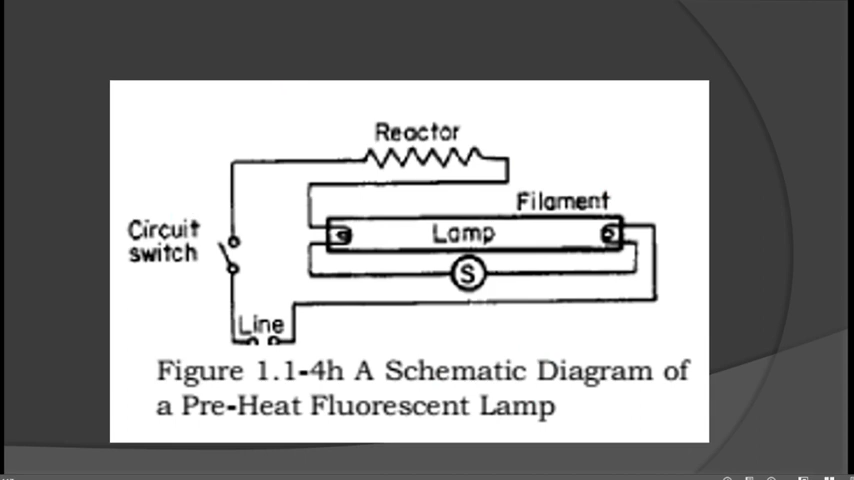 Reactor
Filament
Circuit
switch
Lamp
S
Line
Figure 1.1-4h A Schematic Diagram of
a Pre-Heat Fluorescent Lamp